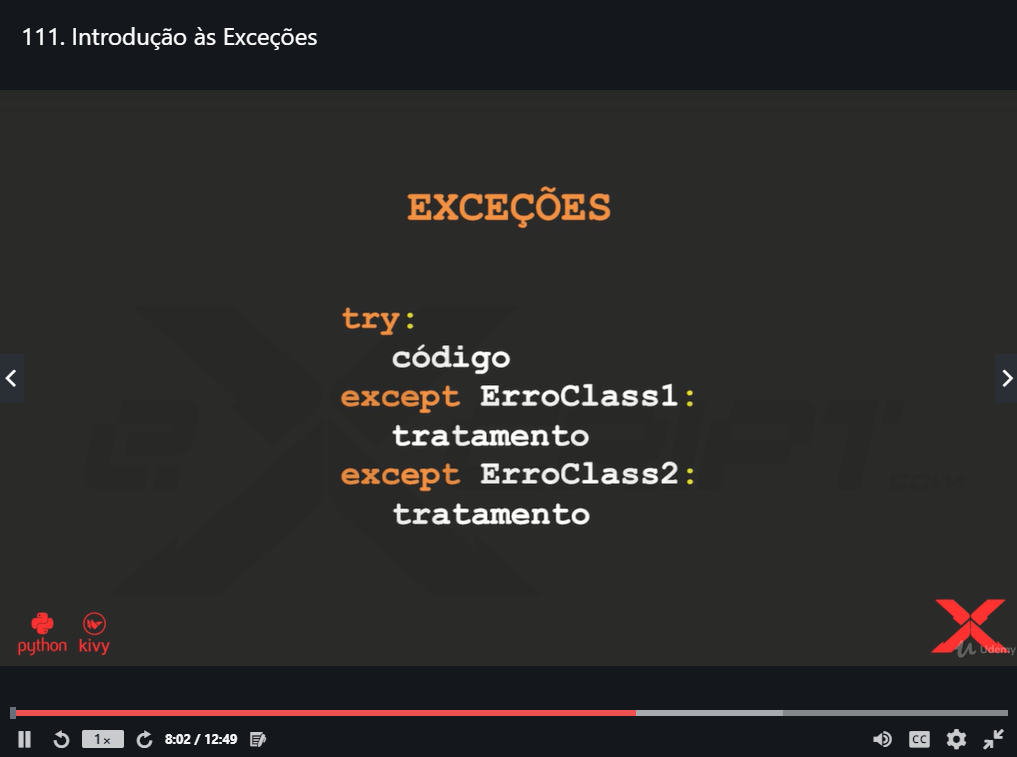 111. Introdução às Exceções
EXCEÇÕES
try:
código
except ErroClass1:
tratamento
except ErroClass2:
tratamento
python kivy
Udemy
1x
8:02 / 12:49
CC